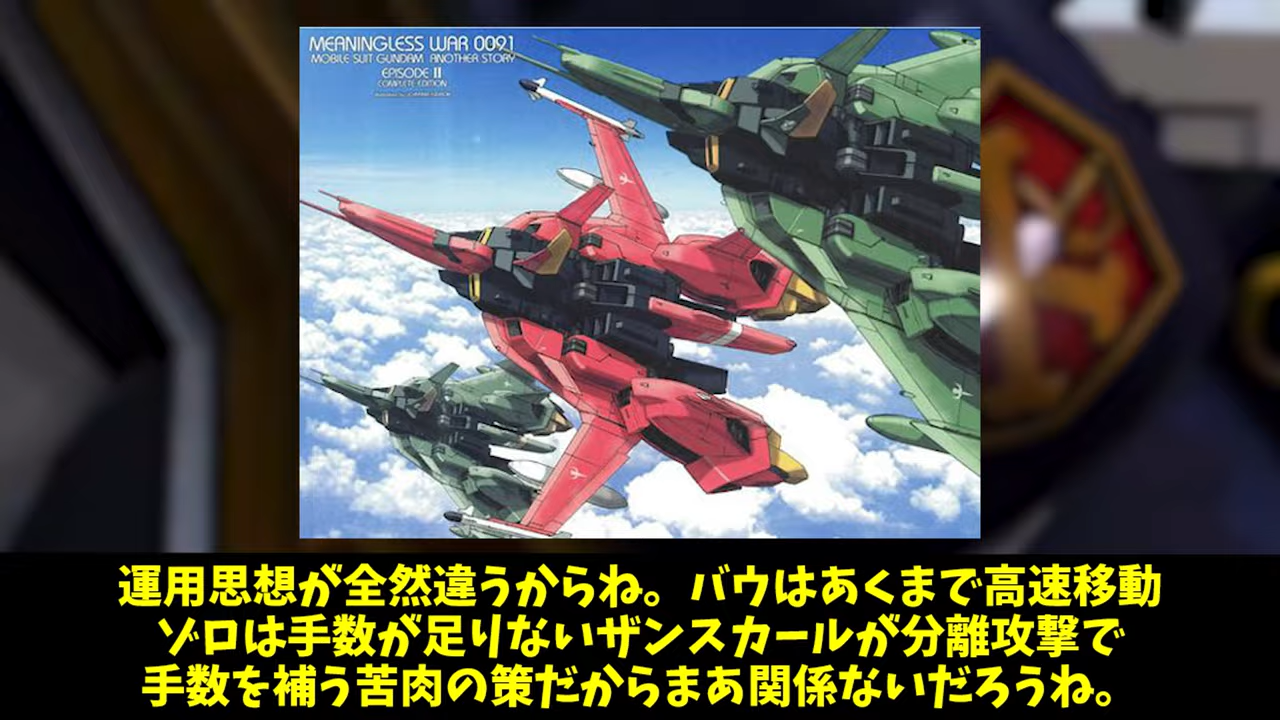 MEANINGLESS WAR 0091
MOBILE SUIT GUNDAM ANOTHER STORY
EPISODE II
COMPLETE EDITION
運用思想が全然違うからね。バウはあくまで高速移動
ゾロは手数が足りないザンスカールが分離攻撃で
手数を補う苦肉の策だからまあ関係ないだろうね。